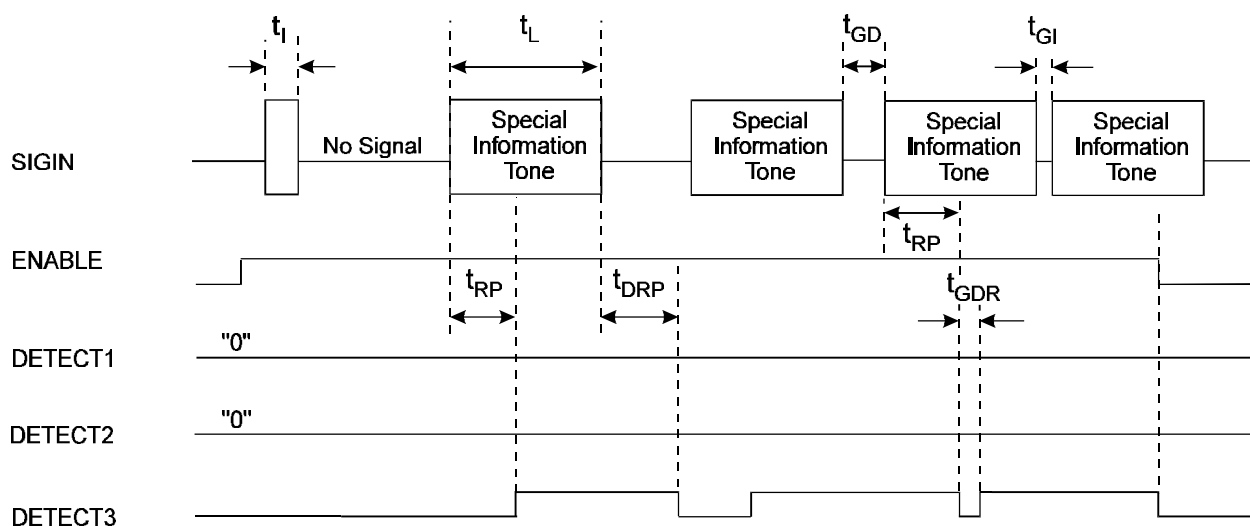 tI
tL
tGD
tGI
SIGIN
No Signal
Special
Information
Tone
Special
Information
Tone
Special
Information
Tone
Special
Information
Tone
tRP
ENABLE
tRP
tDRP
tGDR
DETECT1
"0"
DETECT2
"0"
DETECT3